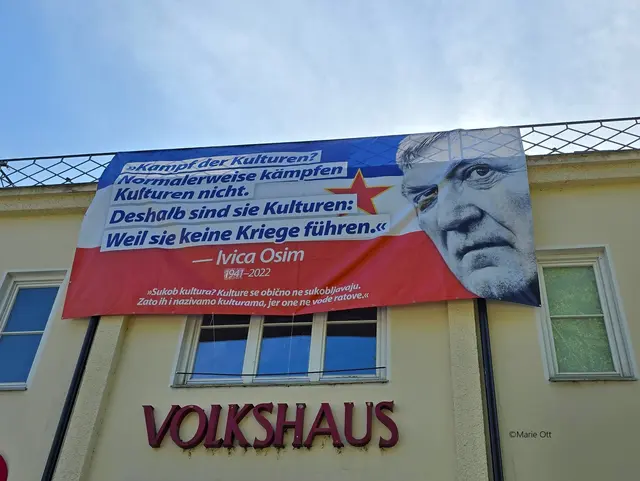 »Kampf der Kulturen?
Normalerweise kämpfen
Kulturen nicht.
Deshalb sind sie Kulturen:
Weil sie keine Kriege führen.«
— Ivica Osim
1941–2022
»Sukob kultura? Kulture se obično ne sukobljavaju.
Zato ih i nazivamo kulturama, jer one ne vode ratove.«
VOLKSHAUS
©Marie Ott